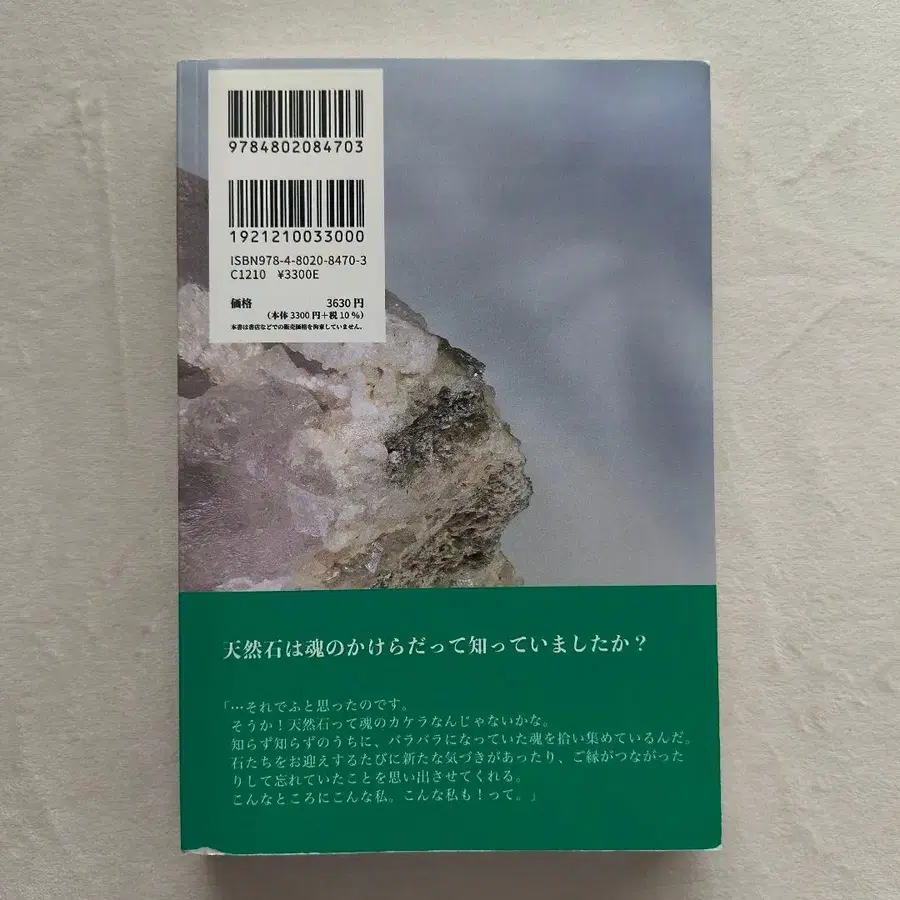 9784802084703
1921210033000
ISBN978-4-8020-8470-3
C1210 ¥3300E
価格 3630円
（本体 3300円＋税10％）
本書は書店などでの販売価格を拘束していません。
天然石は魂のかけらだって知っていましたか？
「…それでふと思ったのです。
そうか！天然石って魂のカケラなんじゃないかな。
知らず知らずのうちに、バラバラになっていた魂を拾い集めているんだ。
石たちをお迎えするたびに新たな気づきがあったり、ご縁がつながった
りして忘れていたことを思い出させてくれる。
こんなところにこんな私。こんな私も！って。」